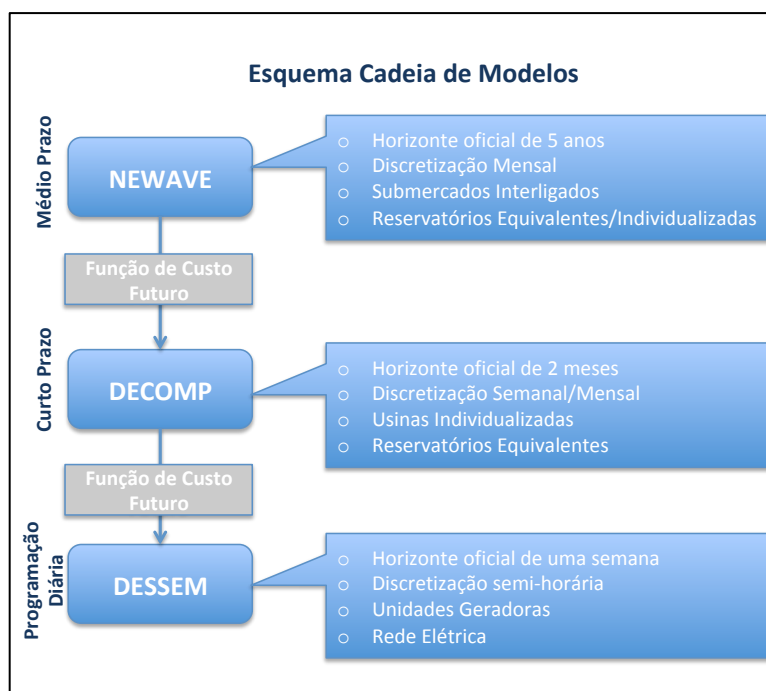 Esquema Cadeia de Modelos
Médio Prazo
NEWAVE
o Horizonte oficial de 5 anos
o Discretização Mensal
o Submercados Interligados
o Reservatórios Equivalentes/Individualizadas
Função de Custo
Futuro
Curto Prazo
DECOMP
o Horizonte oficial de 2 meses
o Discretização Semanal/Mensal
o Usinas Individualizadas
o Reservatórios Equivalentes
Função de Custo
Futuro
Programação
Diária
DESSEM
o Horizonte oficial de uma semana
o Discretização semi-horária
o Unidades Geradoras
o Rede Elétrica